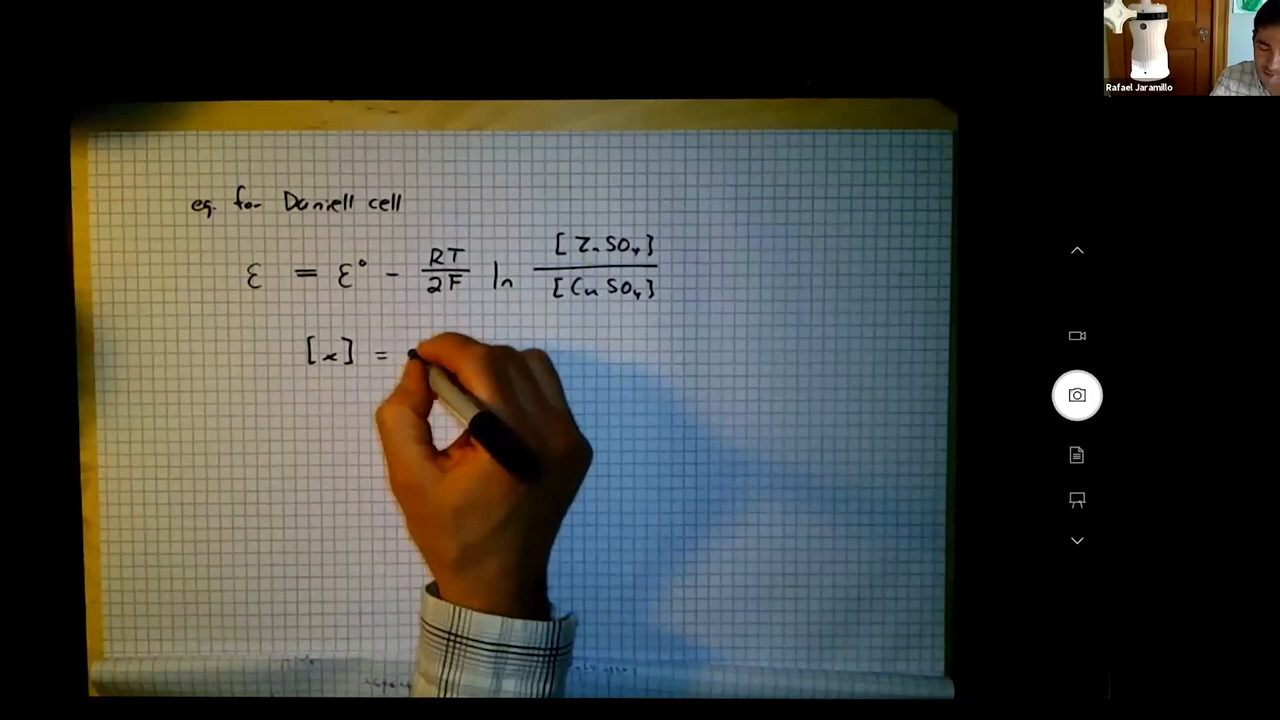 Rafael Jaramillo
eq. for Daniell cell
ε = ε° - RT/2F ln [ZnSO₄]/[CuSO₄]
[x] =